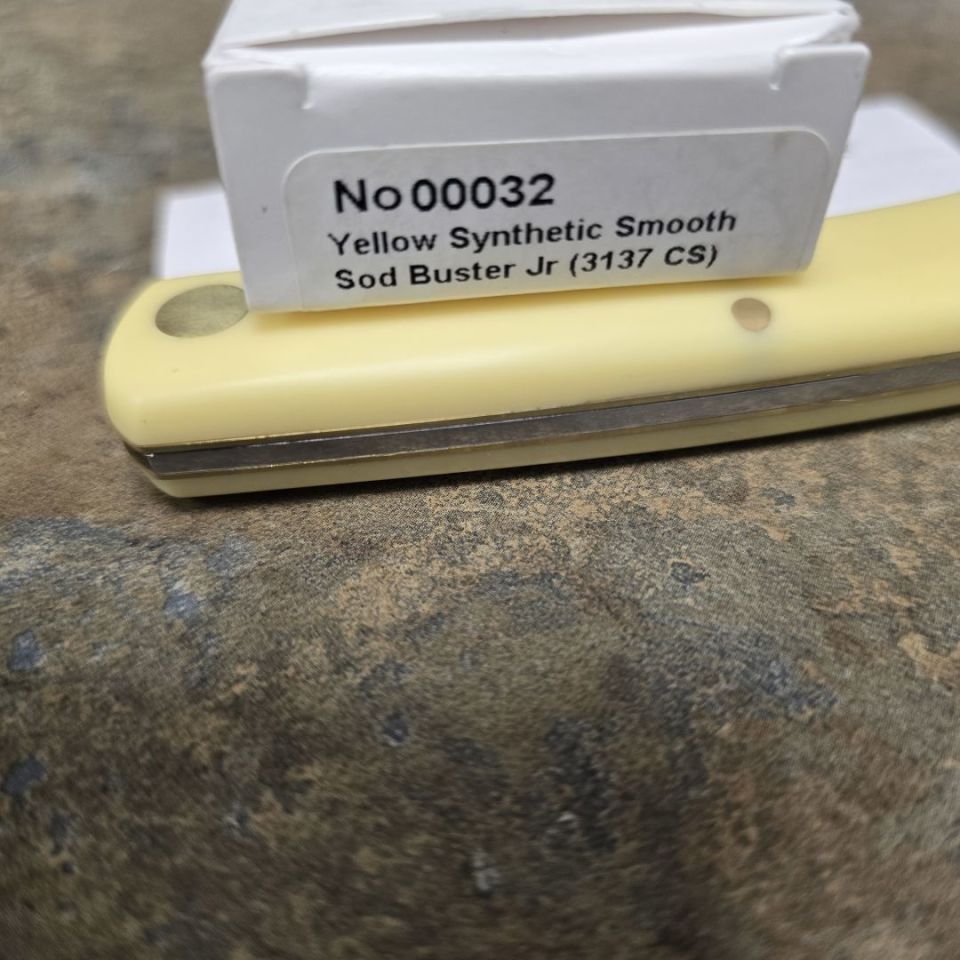 No 00032
Yellow Synthetic Smooth
Sod Buster Jr (3137 CS)